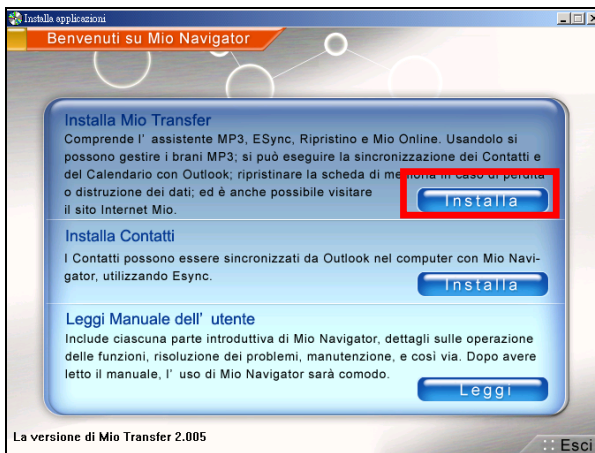 Installa applicazioni
Benvenuti su Mio Navigator
Installa Mio Transfer
Comprende l' assistente MP3, ESync, Ripristino e Mio Online. Usandolo si
possono gestire i brani MP3; si può eseguire la sincronizzazione dei Contatti e
del Calendario con Outlook; ripristinare la scheda di memoria in caso di perdita
o distruzione dei dati; ed è anche possibile visitare
il sito Internet Mio.
Installa
Installa Contatti
I Contatti possono essere sincronizzati da Outlook nel computer con Mio Navi-
gator, utilizzando Esync.
Installa
Leggi Manuale dell' utente
Include ciascuna parte introduttiva di Mio Navigator, dettagli sulle operazione
delle funzioni, risoluzione dei problemi, manutenzione, e così via. Dopo avere
letto il manuale, l' uso di Mio Navigator sarà comodo.
Leggi
La versione di Mio Transfer 2.005
Esci